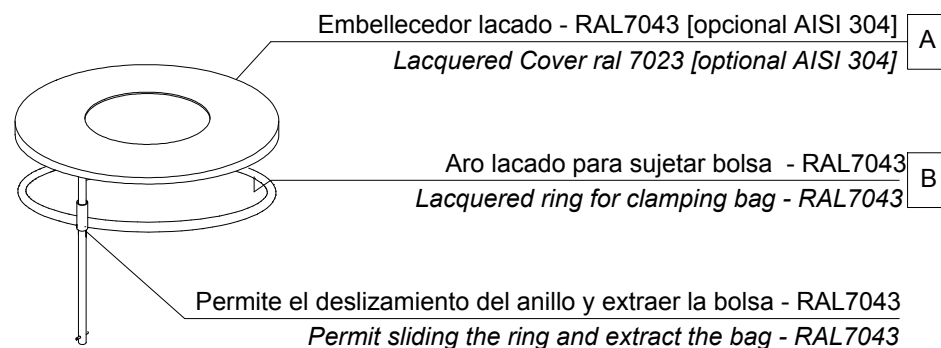 Embellecedor lacado - RAL7043 [opcional AISI 304]
A
Lacquered Cover ral 7023 [optional AISI 304]
Aro lacado para sujetar bolsa - RAL7043
B
Lacquered ring for clamping bag - RAL7043
Permite el deslizamiento del anillo y extraer la bolsa - RAL7043
Permit sliding the ring and extract the bag - RAL7043